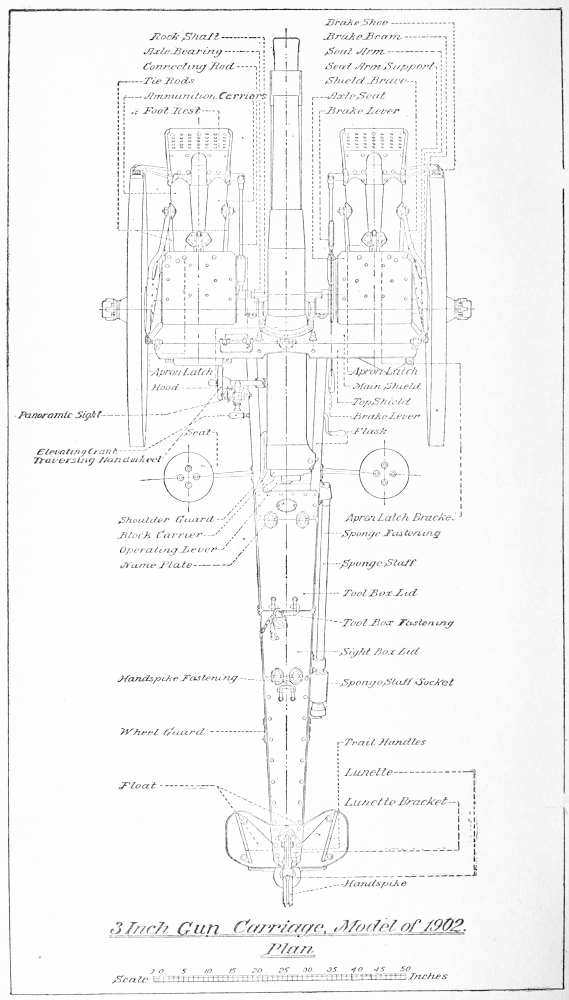 Rock Shaft
Axle Bearing
Connecting Rod
Tie Rods
Ammunition Carriers
Foot Rest
Brake Shoe
Brake Beam
Seat Arm
Seat Arm Support
Shield Brace
Axle Seat
Brake Lever
Apron Latch
Hood
Panoramic Sight
Elevating Crank
Traversing Handwheel
Seat
Apron Latch
Main Shield
Top Shield
Brake Lever
Flask
Shoulder Guard
Block Carrier
Operating Lever
Name Plate
Apron Latch Bracke.
Sponge Fastening
Sponge Staff
Tool Box Lid
Tool Box Fastening
Sight Box Lid
Handspike Fastening
Sponge Staff Socket
Wheel Guard
Trail Handles
Lunette
Float
Lunette Bracket
Handspike
3 Inch Gun Carriage, Model of 1902.
Plan
Scale 5 0 5 10 15 20 25 30 35 40 45 50 Inches